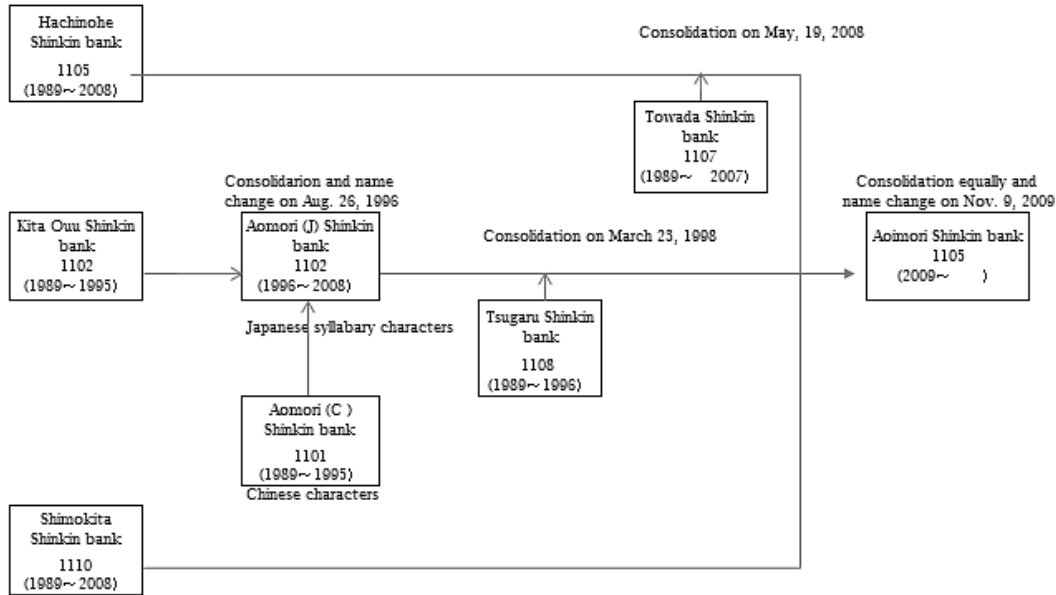 Hachinohe
Shinkin bank
1105
(1989～2008)
Consolidation on May, 19, 2008
Towada Shinkin
bank
1107
(1989～ 2007)
Consolidarion and name
change on Aug. 26, 1996
Consolidation equally and
name change on Nov. 9, 2009
Kita Ouu Shinkin
bank
1102
(1989～1995)
Aomori (J) Shinkin
bank
1102
(1996～2008)
Consolidation on March 23, 1998
Aoimori Shinkin bank
1105
(2009～ )
Japanese syllabary characters
Tsugaru Shinkin
bank
1108
(1989～1996)
Aomori (C )
Shinkin bank
1101
(1989～1995)
Chinese characters
Shimokita
Shinkin bank
1110
(1989～2008)